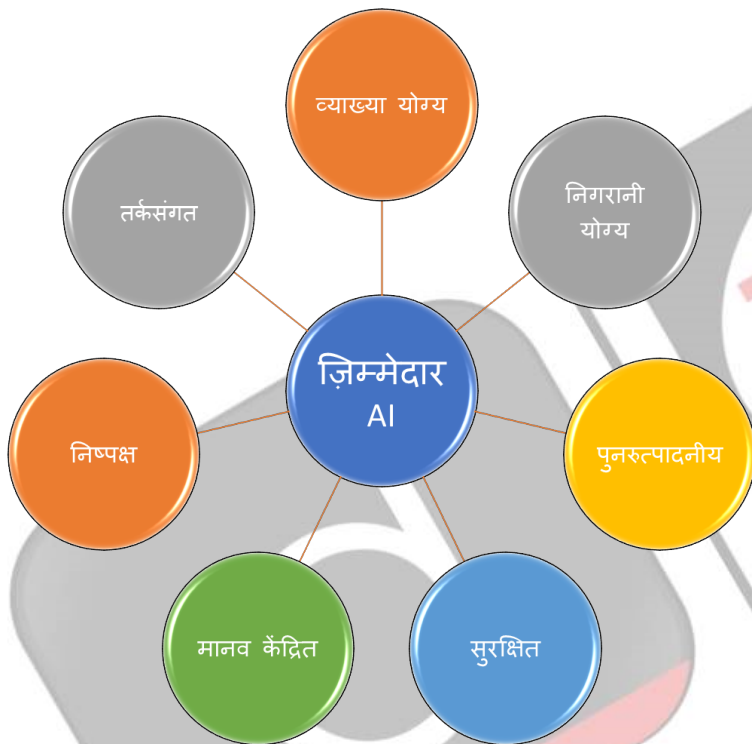 व्याख्या योग्य
निगरानी
योग्य
पुनरुत्पादनीय
सुरक्षित
मानव केंद्रित
निष्पक्ष
तर्कसंगत
ज़िम्मेदार
AI